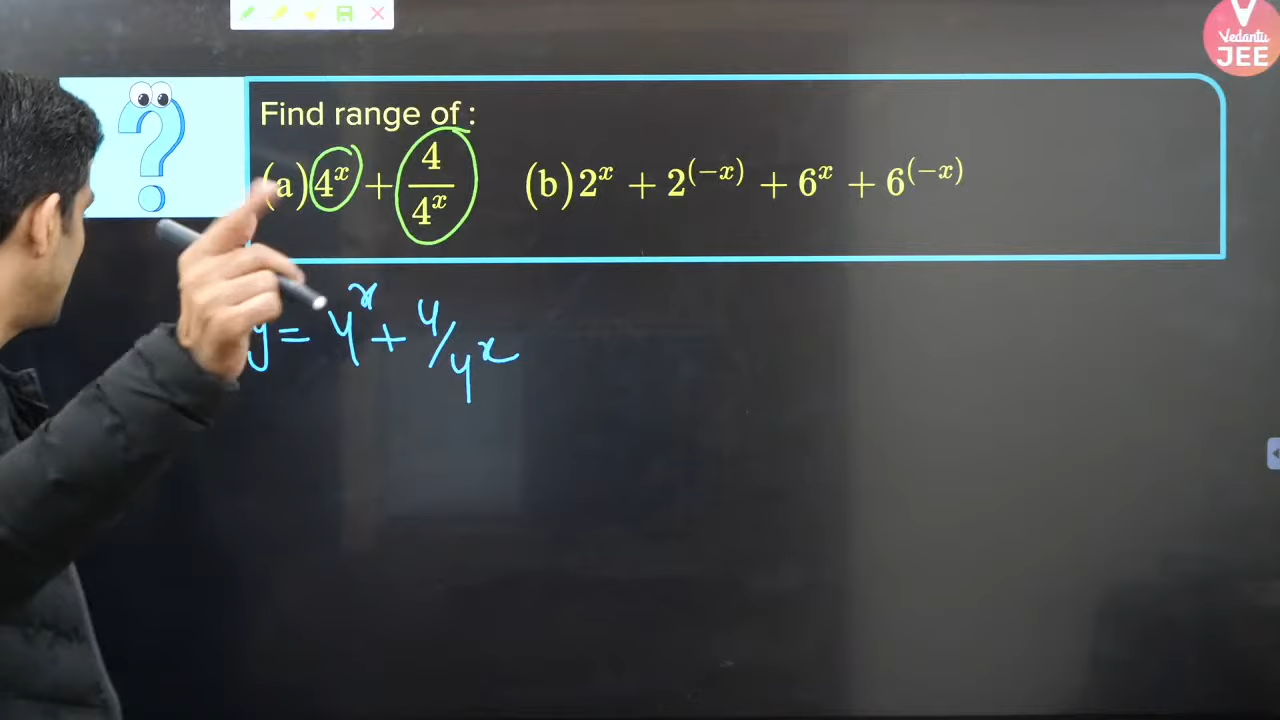 Vedantu
JEE
Find range of :
(a) 4^x + 4/4^x (b) 2^x + 2^(-x) + 6^x + 6^(-x)
y = 4^x + 4/4^x